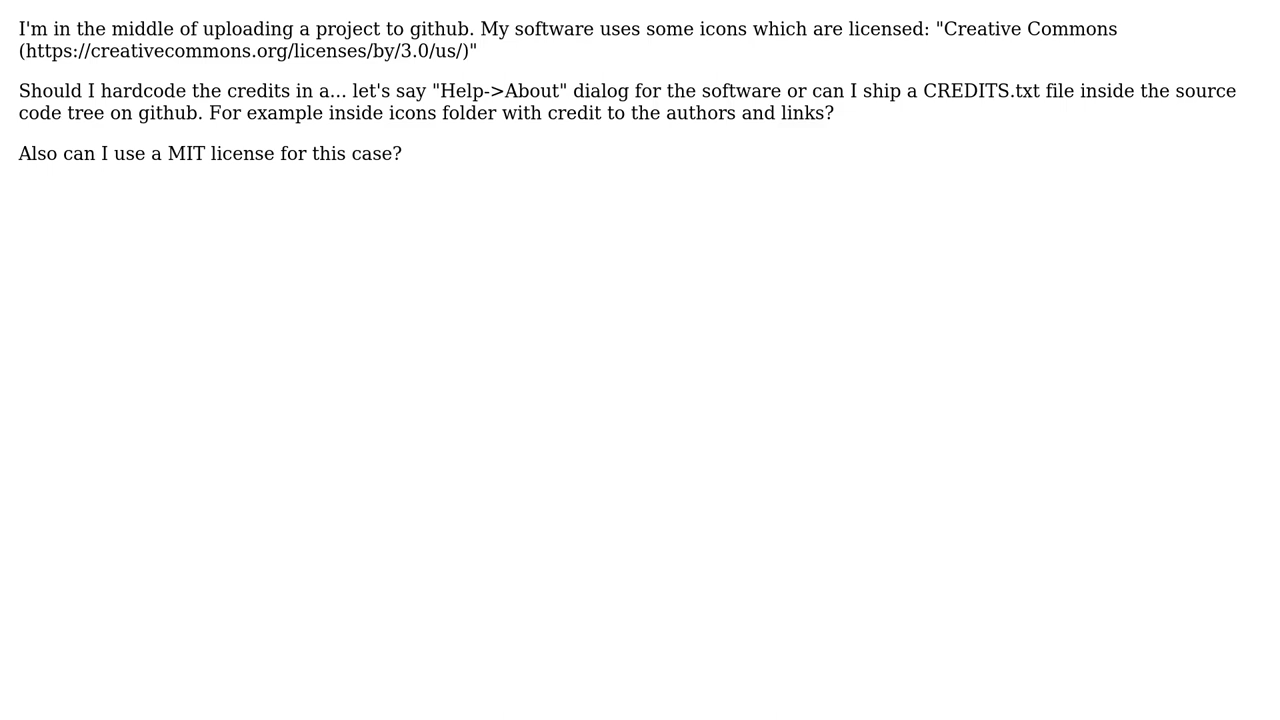 I'm in the middle of uploading a project to github. My software uses some icons which are licensed: "Creative Commons
(https://creativecommons.org/licenses/by/3.0/us/)"
Should I hardcode the credits in a... let's say "Help->About" dialog for the software or can I ship a CREDITS.txt file inside the source
code tree on github. For example inside icons folder with credit to the authors and links?
Also can I use a MIT license for this case?